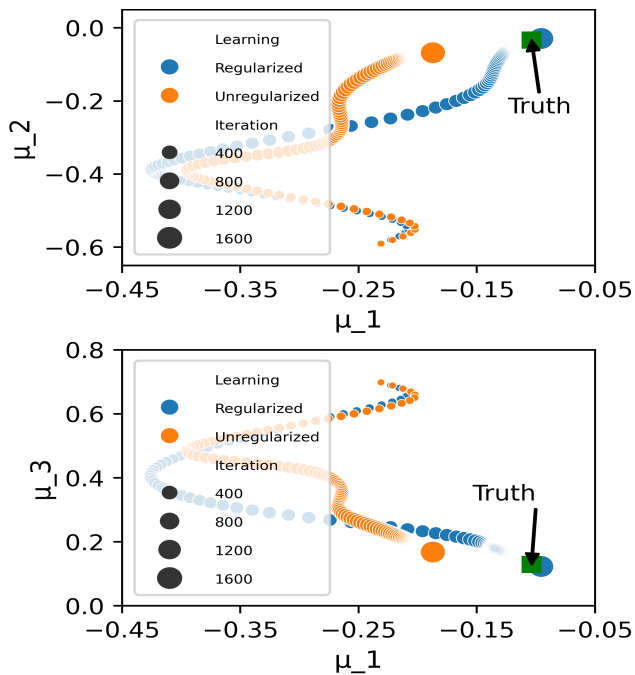 0.0
−0.2
−0.4
−0.6
μ_2
Learning
Regularized
Unregularized
Iteration
400
800
1200
1600
Truth
−0.45
−0.35
−0.25
−0.15
−0.05
μ_1
0.8
0.6
0.4
0.2
0.0
μ_3
Learning
Regularized
Unregularized
Iteration
400
800
1200
1600
Truth
−0.45
−0.35
−0.25
−0.15
−0.05
μ_1